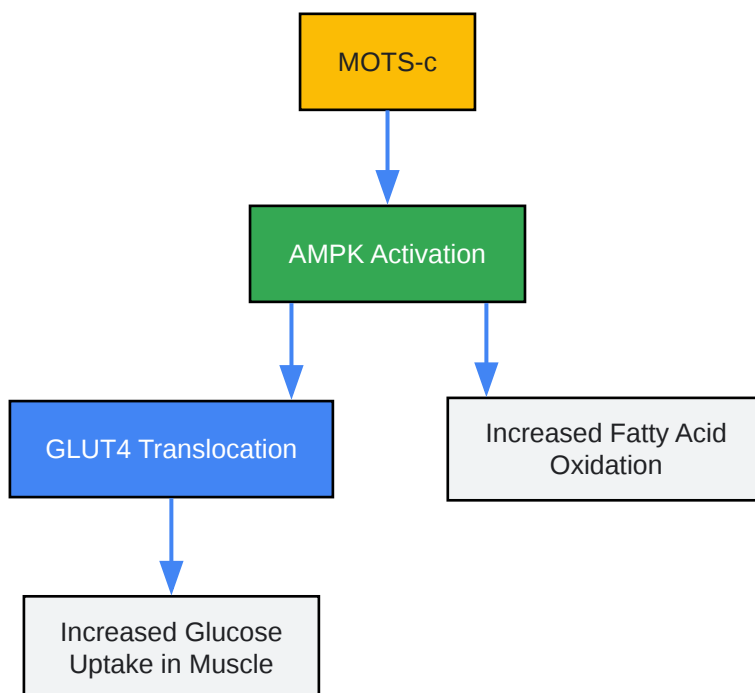 MOTS-c
AMPK Activation
GLUT4 Translocation
Increased Fatty Acid
Oxidation
Increased Glucose
Uptake in Muscle